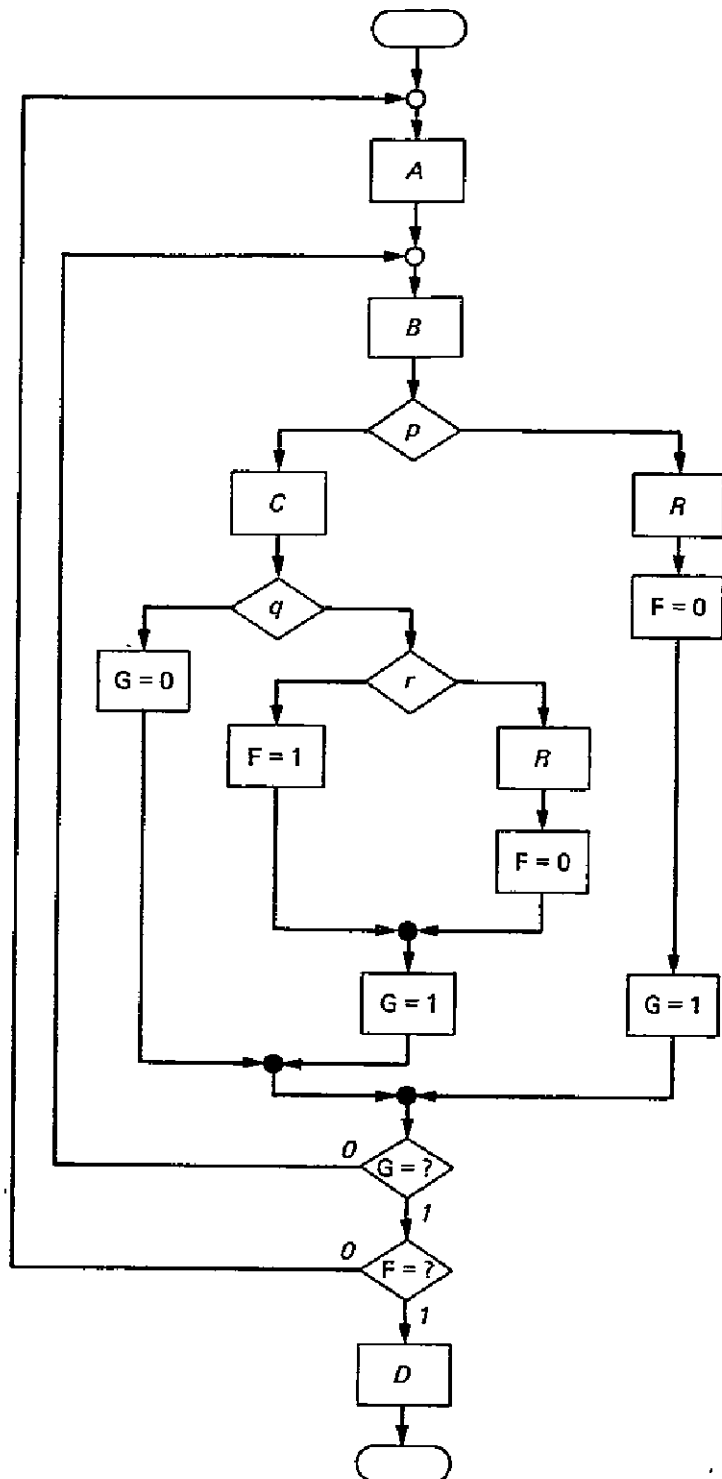 A
B
p
C
R
q
F = 0
G = 0
r
F = 1
R
F = 0
G = 1
G = 1
0
G = ?
1
0
F = ?
1
D